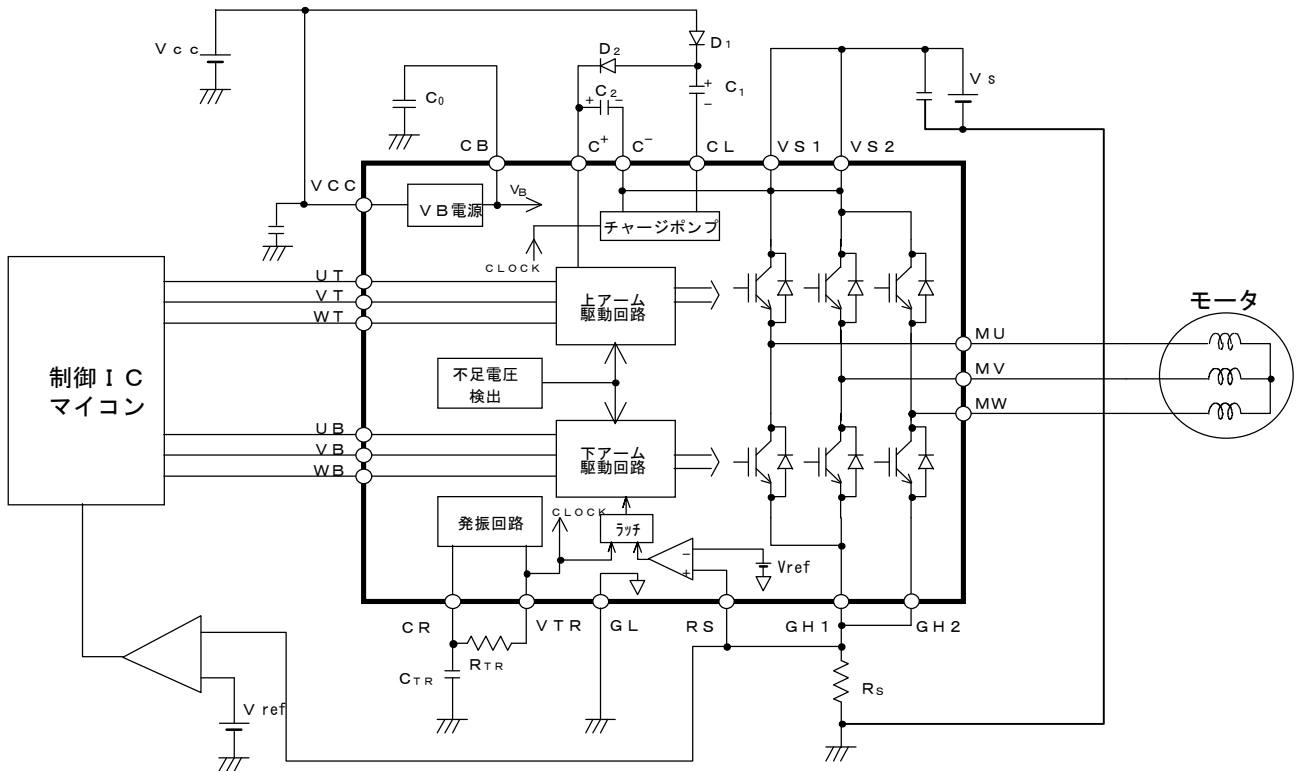 Vcc
D2
D1
C2
+
-
+
-
C1
C0
Vs
CB
C+
C-
CL
VS1
VS2
VCC
VB電源
VB
チャージポンプ
CLOCK
UT
VT
WT
上アーム
駆動回路
モータ
MU
MV
MW
制御IC
マイコン
不足電圧
検出
UB
VB
WB
下アーム
駆動回路
発振回路
CLOCK
ラッチ
-
+
Vref
CR
VTR
GL
RS
GH1
GH2
RTR
CTR
RS
Vref